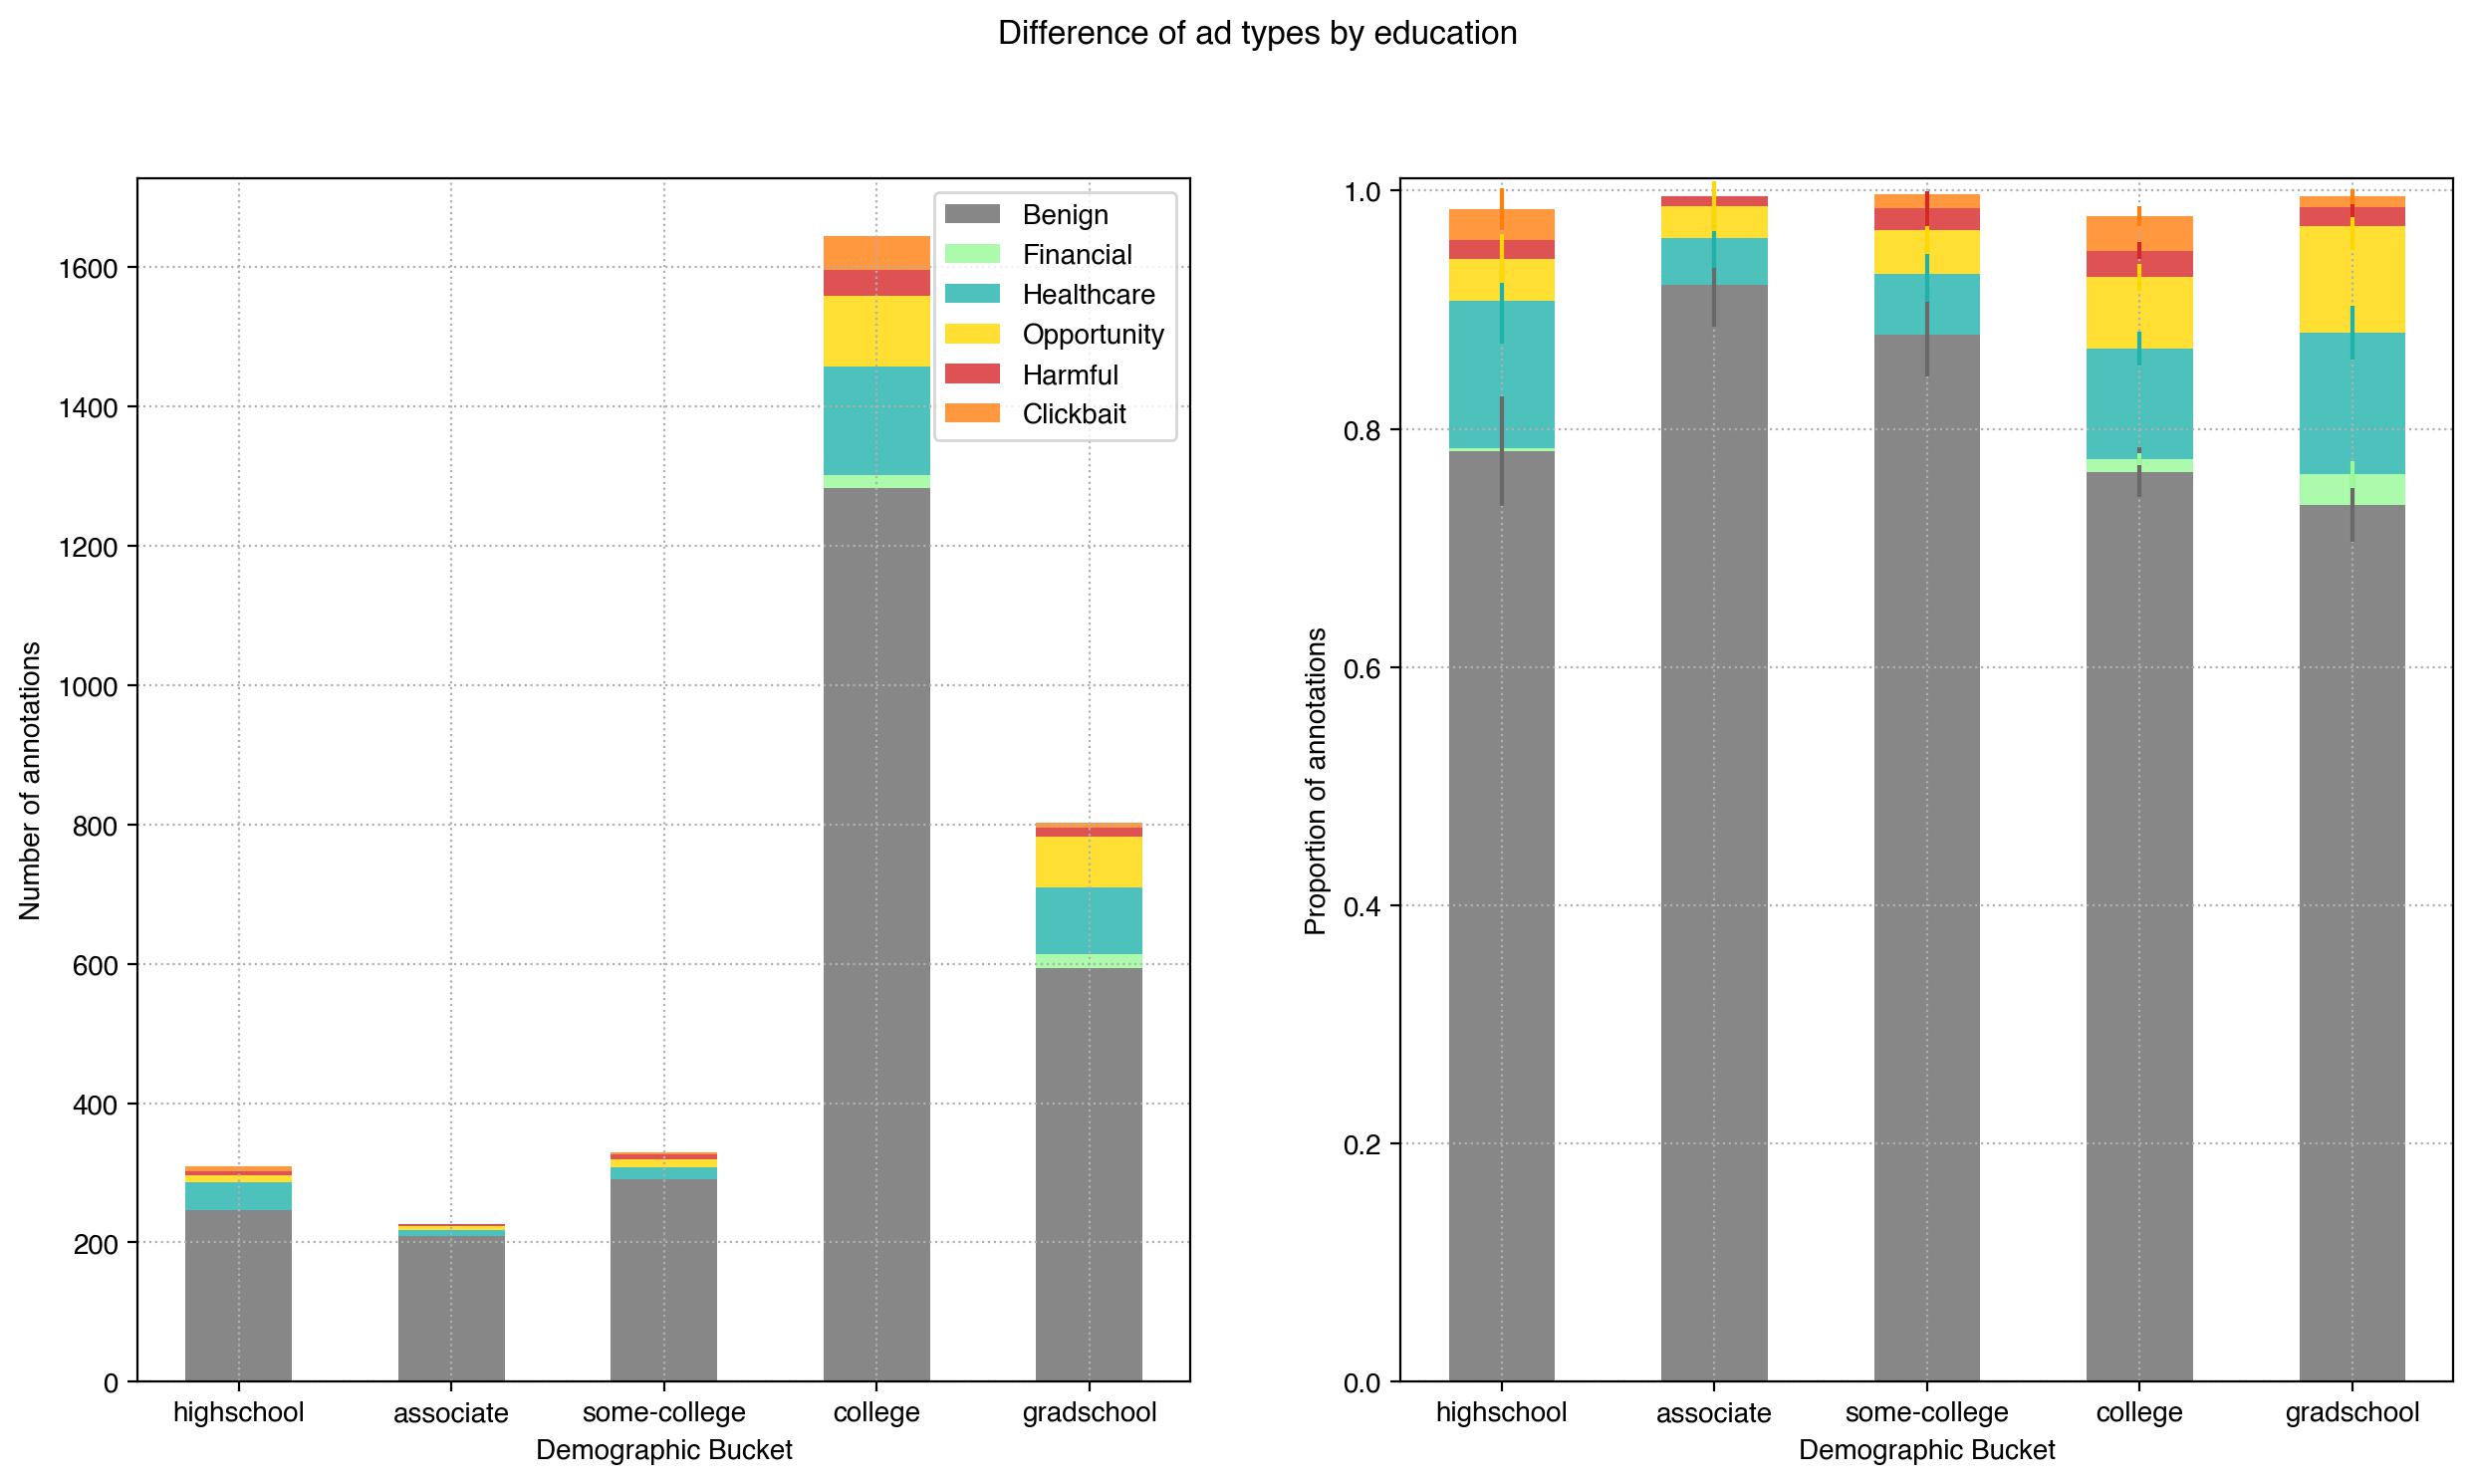 Difference of ad types by education
Number of annotations
1600
1400
1200
1000
800
600
400
200
0
Benign
Financial
Healthcare
Opportunity
Harmful
Clickbait
highschool associate some-college college gradschool
Demographic Bucket
Proportion of annotations
1.0
0.8
0.6
0.4
0.2
0.0
highschool associate some-college college gradschool
Demographic Bucket